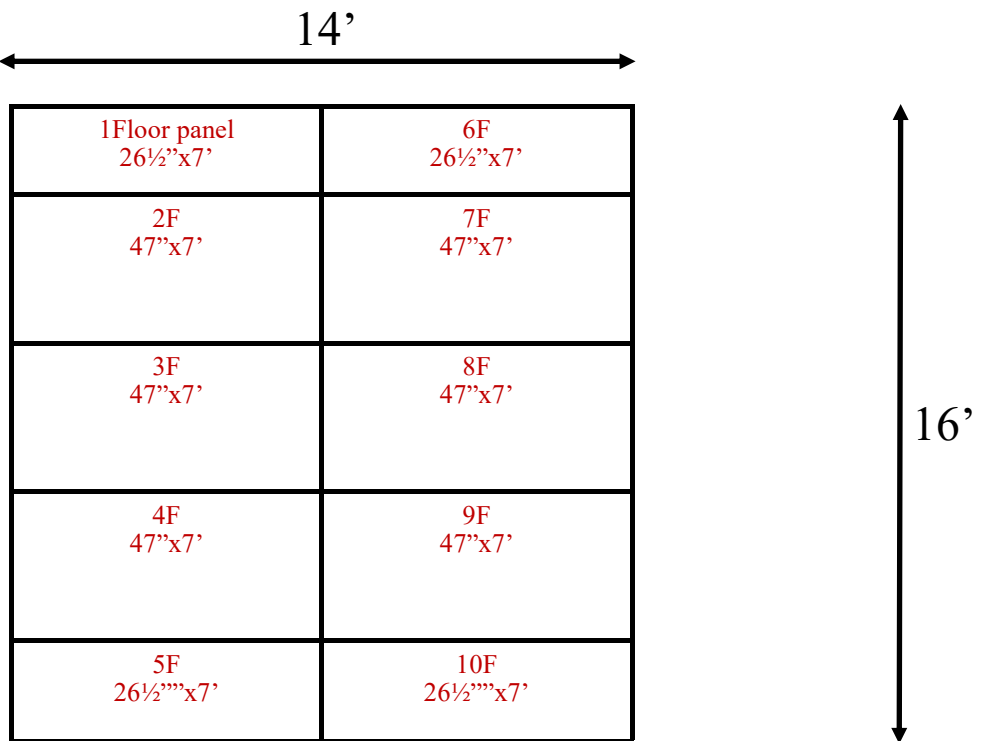 14’
1Floor panel
26½”x7’
6F
26½”x7’
2F
47”x7’
7F
47”x7’
3F
47”x7’
8F
47”x7’
16’
4F
47”x7’
9F
47”x7’
5F
26½””x7’
10F
26½””x7’